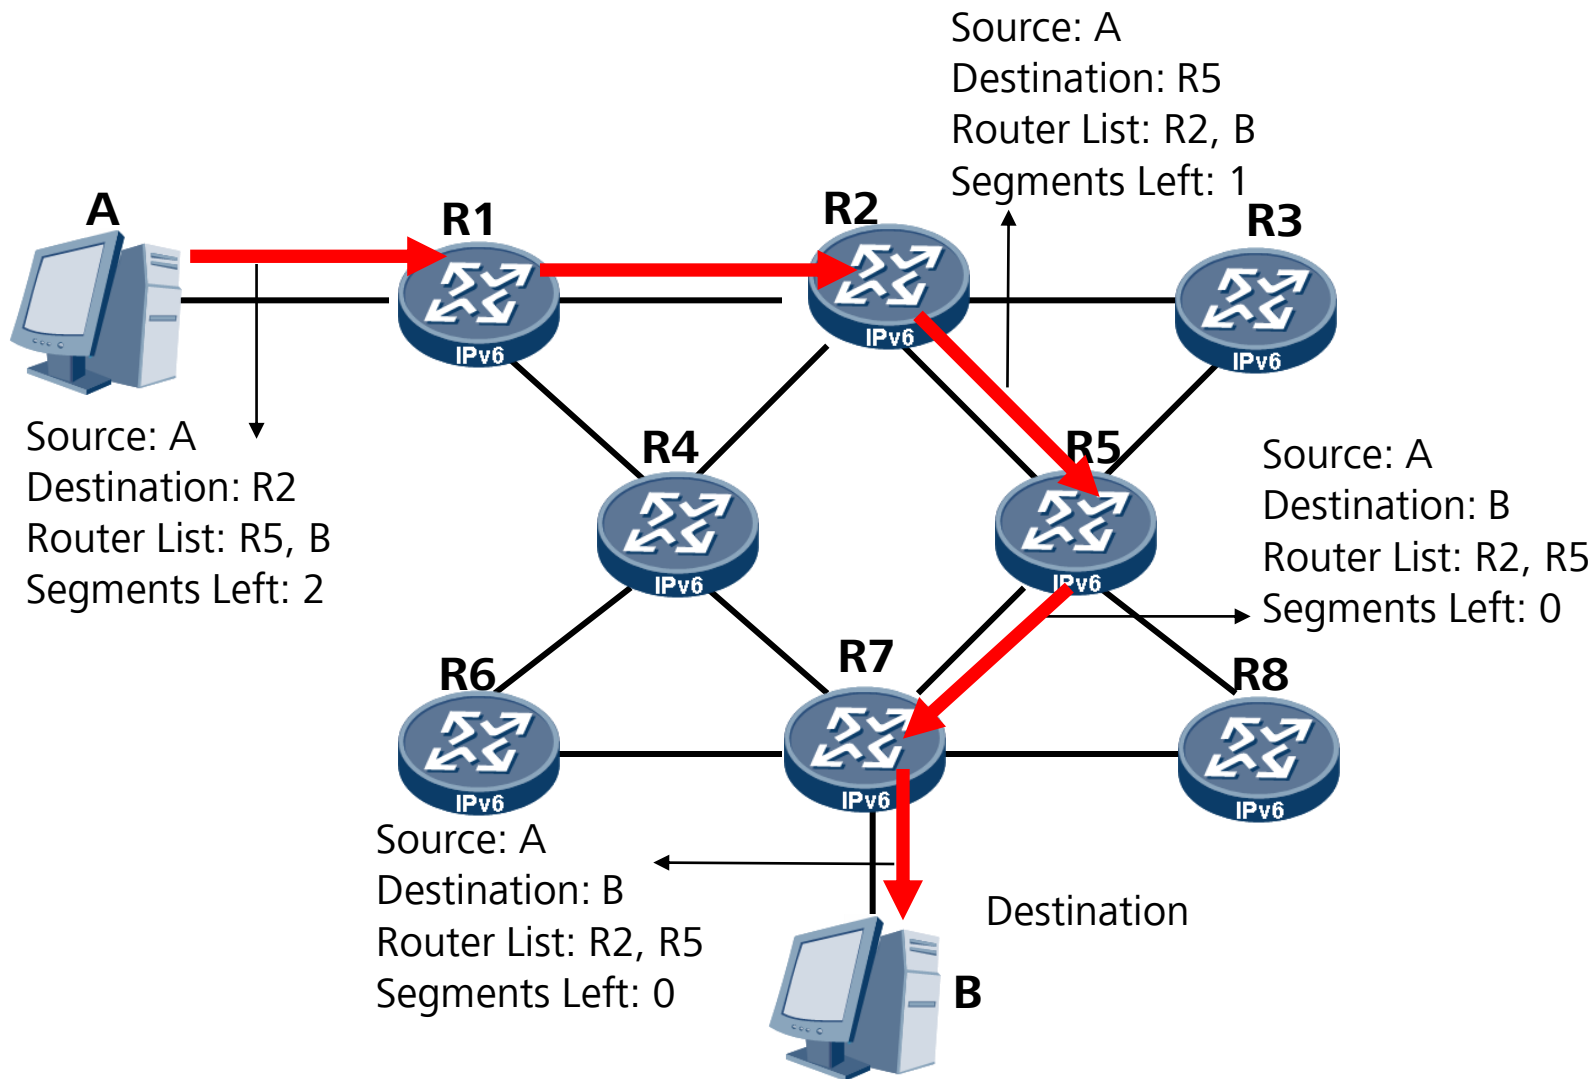 Source: A
Destination: R5
Router List: R2, B
Segments Left: 1
A
R1
R2
R3
IPv6
IPv6
IPv6
Source: A
Destination: R2
Router List: R5, B
Segments Left: 2
R4
R5
IPv6
IPv6
Source: A
Destination: B
Router List: R2, R5
Segments Left: 0
R6
R7
R8
IPv6
IPv6
IPv6
Source: A
Destination: B
Router List: R2, R5
Segments Left: 0
Destination
B